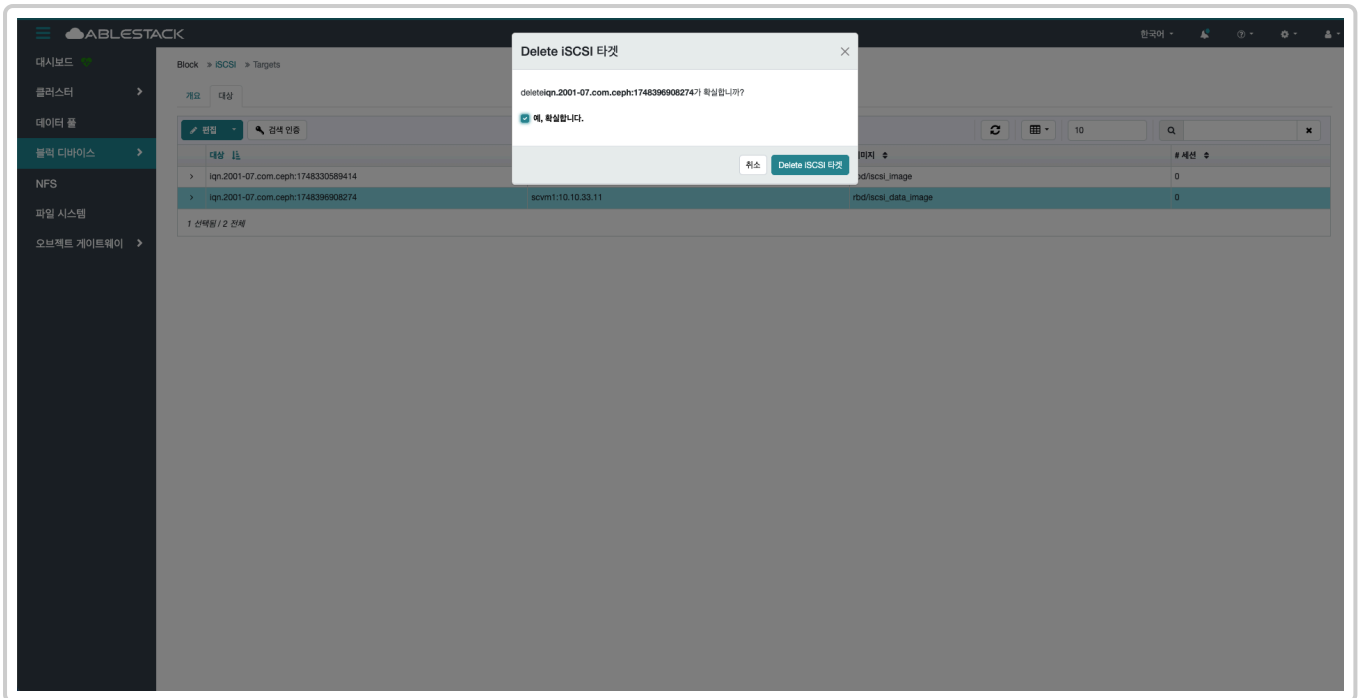 ABLESTACK
한국어
대시보드
클러스터
데이터 풀
블럭 디바이스
NFS
파일 시스템
오브젝트 게이트웨이
Block » iSCSI » Targets
개요 대상
편집 검색 인증
10
대상 # 세션
iqn.2001-07.com.ceph:1748330589414 0
iqn.2001-07.com.ceph:1748396908274 scvm1:10.10.33.11 rbd/iscsi_data_image 0
1 선택됨 / 2 전체
Delete iSCSI 타겟
deleteiqn.2001-07.com.ceph:1748396908274가 확실합니까?
예, 확실합니다.
취소 Delete iSCSI 타겟